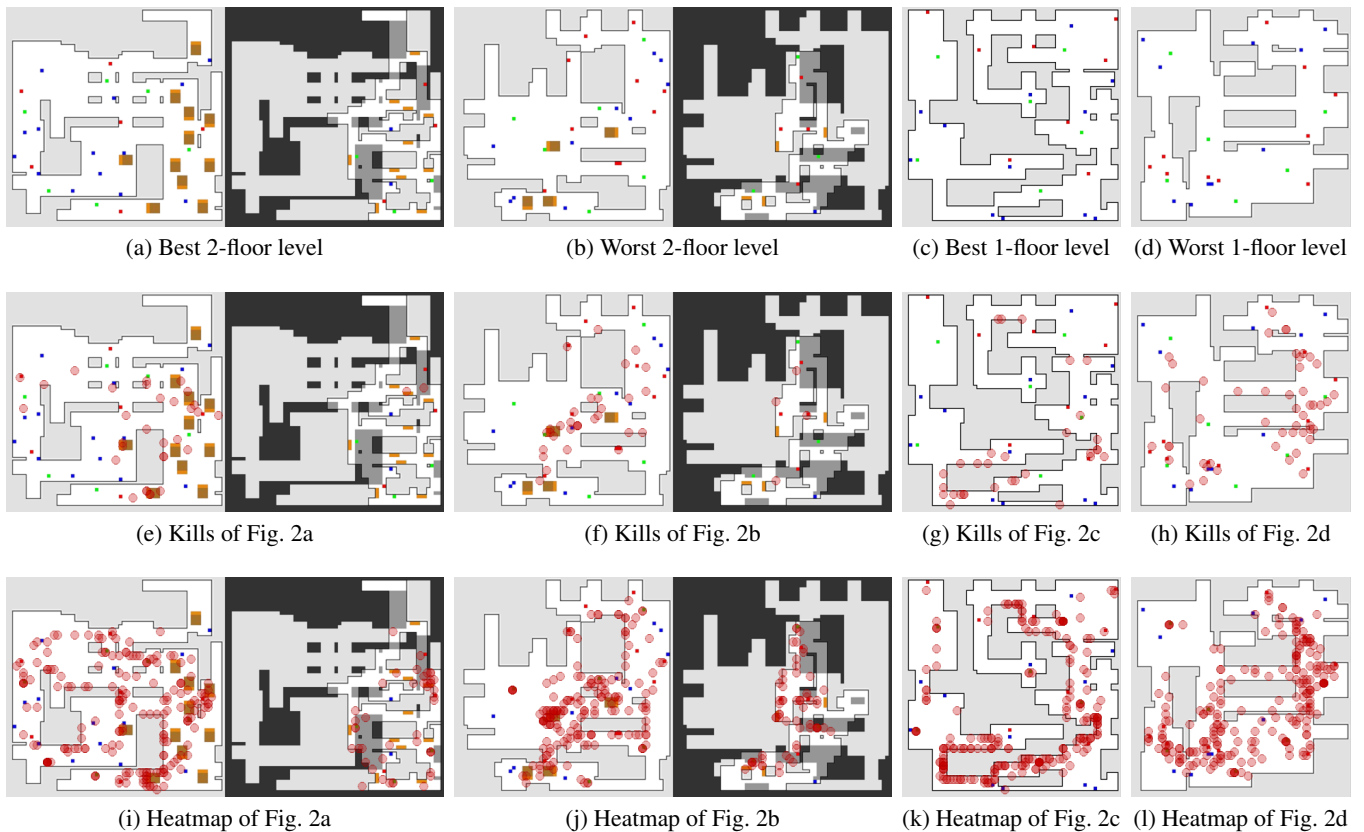 (a) Best 2-floor level
(b) Worst 2-floor level
(c) Best 1-floor level
(d) Worst 1-floor level
(e) Kills of Fig. 2a
(f) Kills of Fig. 2b
(g) Kills of Fig. 2c
(h) Kills of Fig. 2d
(i) Heatmap of Fig. 2a
(j) Heatmap of Fig. 2b
(k) Heatmap of Fig. 2c
(l) Heatmap of Fig. 2d